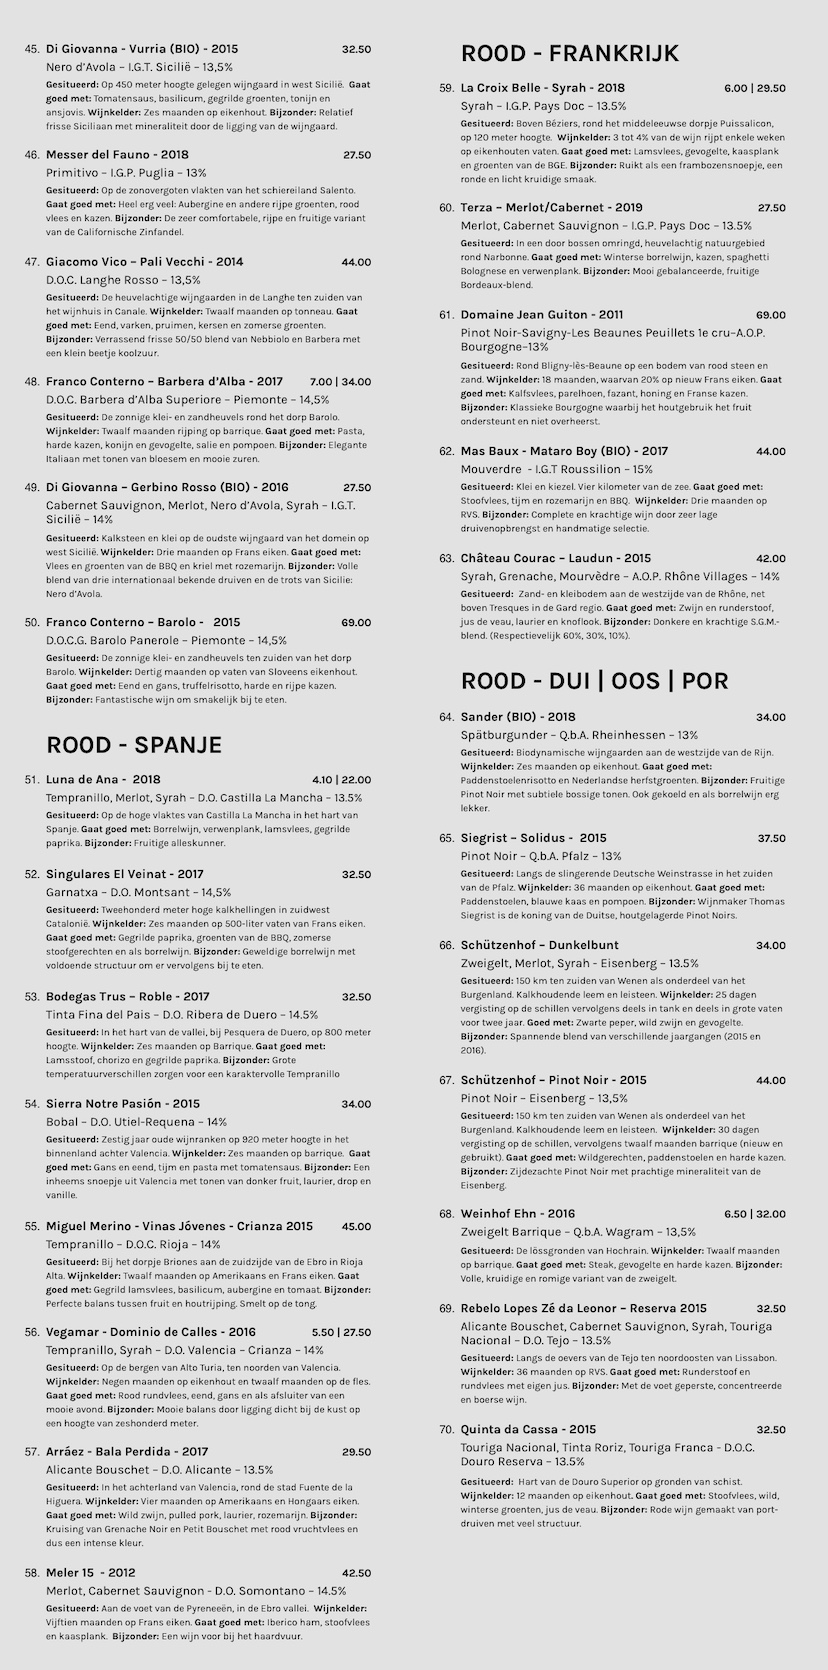 45. Di Giovanna - Vurria (BIO) - 2015 32.50
Nero d’Avola – I.G.T. Sicilië – 13,5%
Gesitueerd: Op 450 meter hoogte gelegen wijngaard in west Sicilië. Gaat
goed met: Tomatensaus, basilicum, gegrilde groenten, tonijn en
ansjovis. Wijnkelder: Zes maanden op eikenhout. Bijzonder: Relatief
frisse Siciliaan met mineraliteit door de ligging van de wijngaard.
46. Messer del Fauno - 2018 27.50
Primitivo – I.G.P. Puglia – 13%
Gesitueerd: Op de zonovergoten vlakten van het schiereiland Salento.
Gaat goed met: Heel erg veel: Aubergine en andere rijpe groenten, rood
vlees en kazen. Bijzonder: De zeer comfortabele, rijpe en fruitige variant
van de Californische Zinfandel.
47. Giacomo Vico – Pali Vecchi - 2014 44.00
D.O.C. Langhe Rosso – 13,5%
Gesitueerd: De heuvelachtige wijngaarden in de Langhe ten zuiden van
het wijnhuis in Canale. Wijnkelder: Twaalf maanden op tonneau. Gaat
goed met: Eend, varken, pruimen, kersen en zomerse groenten.
Bijzonder: Verrassend frisse 50/50 blend van Nebbiolo en Barbera met
een klein beetje koolzuur.
48. Franco Conterno – Barbera d’Alba - 2017 7.00 | 34.00
D.O.C. Barbera d’Alba Superiore – Piemonte – 14,5%
Gesitueerd: De zonnige klei- en zandheuvels rond het dorp Barolo.
Wijnkelder: Twaalf maanden rijping op barrique. Gaat goed met: Pasta,
harde kazen, konijn en gevogelte, salie en pompoen. Bijzonder: Elegante
Italiaan met tonen van bloesem en mooie zuren.
49. Di Giovanna – Gerbino Rosso (BIO) - 2016 27.50
Cabernet Sauvignon, Merlot, Nero d’Avola, Syrah – I.G.T.
Sicilië – 14%
Gesitueerd: Kalksteen en klei op de oudste wijngaard van het domein op
west Sicilië. Wijnkelder: Drie maanden op Frans eiken. Gaat goed met:
Vlees en groenten van de BBQ en kriel met rozemarijn. Bijzonder: Volle
blend van drie internationaal bekende druiven en de trots van Sicilie:
Nero d’Avola.
50. Franco Conterno – Barolo - 2015 69.00
D.O.C.G. Barolo Panerole – Piemonte – 14,5%
Gesitueerd: De zonnige klei- en zandheuvels ten zuiden van het dorp
Barolo. Wijnkelder: Dertig maanden op vaten van Sloveens eikenhout.
Gaat goed met: Eend en gans, truffelrisotto, harde en rijpe kazen.
Bijzonder: Fantastische wijn om smakelijk bij te eten.
ROOD - SPANJE
51. Luna de Ana - 2018 4.10 | 22.00
Tempranillo, Merlot, Syrah – D.O. Castilla La Mancha – 13.5%
Gesitueerd: Op de hoge vlaktes van Castilla La Mancha in het hart van
Spanje. Gaat goed met: Borrelwijn, verwenplank, lamsvlees, gegrilde
paprika. Bijzonder: Fruitige alleskunner.
52. Singulares El Veinat - 2017 32.50
Garnatxa – D.O. Montsant – 14,5%
Gesitueerd: Tweehonderd meter hoge kalkhellingen in zuidwest
Catalonië. Wijnkelder: Zes maanden op 500-liter vaten van Frans eiken.
Gaat goed met: Gegrilde paprika, groenten van de BBQ, zomerse
stoofgerechten en als borrelwijn. Bijzonder: Geweldige borrelwijn met
voldoende structuur om er vervolgens bij te eten.
53. Bodegas Trus – Roble - 2017 32.50
Tinta Fina del Pais – D.O. Ribera de Duero – 14.5%
Gesitueerd: In het hart van de vallei, bij Pesquera de Duero, op 800 meter
hoogte. Wijnkelder: Zes maanden op Barrique. Gaat goed met:
Lamsstoof, chorizo en gegrilde paprika. Bijzonder: Grote
temperatuurverschillen zorgen voor een karaktervolle Tempranillo
54. Sierra Notre Pasión - 2015 34.00
Bobal – D.O. Utiel-Requena – 14%
Gesitueerd: Zestig jaar oude wijnranken op 920 meter hoogte in het
binnenland achter Valencia. Wijnkelder: Zes maanden op barrique. Gaat
goed met: Gans en eend, tijm en pasta met tomatensaus. Bijzonder: Een
inheems snoepje uit Valencia met tonen van donker fruit, laurier, drop en
vanille.
55. Miguel Merino - Vinas Jóvenes - Crianza 2015 45.00
Tempranillo – D.O.C. Rioja – 14%
Gesitueerd: Bij het dorpje Briones aan de zuidzijde van de Ebro in Rioja
Alta. Wijnkelder: Twaalf maanden op Amerikaans en Frans eiken. Gaat
goed met: Gegrild lamsvlees, basilicum, aubergine en tomaat. Bijzonder:
Perfecte balans tussen fruit en houtrijping. Smelt op de tong.
56. Vegamar - Dominio de Calles - 2016 5.50 | 27.50
Tempranillo, Syrah – D.O. Valencia – Crianza – 14%
Gesitueerd: Op de bergen van Alto Turia, ten noorden van Valencia.
Wijnkelder: Negen maanden op eikenhout en twaalf maanden op de fles.
Gaat goed met: Rood rundvlees, eend, gans en als afsluiter van een
mooie avond. Bijzonder: Mooie balans door ligging dicht bij de kust op
een hoogte van zeshonderd meter.
57. Arráez - Bala Perdida - 2017 29.50
Alicante Bouschet – D.O. Alicante – 13.5%
Gesitueerd: In het achterland van Valencia, rond de stad Fuente de la
Higuera. Wijnkelder: Vier maanden op Amerikaans en Hongaars eiken.
Gaat goed met: Wild zwijn, pulled pork, laurier, rozemarijn. Bijzonder:
Kruising van Grenache Noir en Petit Bouschet met rood vruchtvlees en
dus een intense kleur.
58. Meler 15 - 2012 42.50
Merlot, Cabernet Sauvignon - D.O. Somontano – 14.5%
Gesitueerd: Aan de voet van de Pyreneeën, in de Ebro vallei. Wijnkelder:
Vijftien maanden op Frans eiken. Gaat goed met: Iberico ham, stoofvlees
en kaasplank. Bijzonder: Een wijn voor bij het haardvuur.
ROOD - FRANKRIJK
59. La Croix Belle - Syrah - 2018 6.00 | 29.50
Syrah – I.G.P. Pays Doc – 13.5%
Gesitueerd: Boven Béziers, rond het middeleeuwse dorpje Puissalicon,
op 120 meter hoogte. Wijnkelder: 3 tot 4% van de wijn rijpt enkele weken
op eikenhouten vaten. Gaat goed met: Lamsvlees, gevogelte, kaasplank
en groenten van de BGE. Bijzonder: Ruikt als een frambozensnoepje, een
ronde en licht kruidige smaak.
60. Terza – Merlot/Cabernet - 2019 27.50
Merlot, Cabernet Sauvignon – I.G.P. Pays Doc – 13.5%
Gesitueerd: In een door bossen omringd, heuvelachtig natuurgebied
rond Narbonne. Gaat goed met: Winterse borrelwijn, kazen, spaghetti
Bolognese en verwenplank. Bijzonder: Mooi gebalanceerde, fruitige
Bordeaux-blend.
61. Domaine Jean Guiton - 2011 69.00
Pinot Noir-Savigny-Les Beaunes Peuillets 1e cru–A.O.P.
Bourgogne–13%
Gesitueerd: Rond Bligny-lès-Beaune op een bodem van rood steen en
zand. Wijnkelder: 18 maanden, waarvan 20% op nieuw Frans eiken. Gaat
goed met: Kalfsvlees, parelhoen, fazant, honing en Franse kazen.
Bijzonder: Klassieke Bourgogne waarbij het houtgebruik het fruit
ondersteunt en niet overheerst.
62. Mas Baux - Mataro Boy (BIO) - 2017 44.00
Mouverdre - I.G.T Roussilion – 15%
Gesitueerd: Klei en kiezel. Vier kilometer van de zee. Gaat goed met:
Stoofvlees, tijm en rozemarijn en BBQ. Wijnkelder: Drie maanden op
RVS. Bijzonder: Complete en krachtige wijn door zeer lage
druivenopbrengst en handmatige selectie.
63. Château Courac – Laudun - 2015 42.00
Syrah, Grenache, Mourvèdre – A.O.P. Rhône Villages – 14%
Gesitueerd: Zand- en kleibodem aan de westzijde van de Rhône, net
boven Tresques in de Gard regio. Gaat goed met: Zwijn en runderstoof,
jus de veau, laurier en knoflook. Bijzonder: Donkere en krachtige S.G.M.-
blend. (Respectievelijk 60%, 30%, 10%).
ROOD - DUI | OOS | POR
64. Sander (BIO) - 2018 34.00
Spätburgunder – Q.b.A. Rheinhessen – 13%
Gesitueerd: Biodynamische wijngaarden aan de westzijde van de Rijn.
Wijnkelder: Zes maanden op eikenhout. Gaat goed met:
Paddenstoelenrisotto en Nederlandse herfstgroenten. Bijzonder: Fruitige
Pinot Noir met subtiele bossige tonen. Ook gekoeld en als borrelwijn erg
lekker.
65. Siegrist – Solidus - 2015 37.50
Pinot Noir – Q.b.A. Pfalz – 13%
Gesitueerd: Langs de slingerende Deutsche Weinstrasse in het zuiden
van de Pfalz. Wijnkelder: 36 maanden op eikenhout. Gaat goed met:
Paddenstoelen, blauwe kaas en pompoen. Bijzonder: Wijnmaker Thomas
Siegrist is de koning van de Duitse, houtgelagerde Pinot Noirs.
66. Schützenhof – Dunkelbunt 34.00
Zweigelt, Merlot, Syrah - Eisenberg – 13.5%
Gesitueerd: 150 km ten zuiden van Wenen als onderdeel van het
Burgenland. Kalkhoudende leem en leisteen. Wijnkelder: 25 dagen
vergisting op de schillen vervolgens deels in tank en deels in grote vaten
voor twee jaar. Goed met: Zwarte peper, wild zwijn en gevogelte.
Bijzonder: Spannende blend van verschillende jaargangen (2015 en
2016).
67. Schützenhof – Pinot Noir - 2015 44.00
Pinot Noir – Eisenberg – 13,5%
Gesitueerd: 150 km ten zuiden van Wenen als onderdeel van het
Burgenland. Kalkhoudende leem en leisteen. Wijnkelder: 30 dagen
vergisting op de schillen, vervolgens twaalf maanden barrique (nieuw en
gebruikt). Gaat goed met: Wildgerechten, paddenstoelen en harde kazen.
Bijzonder: Zijdezachte Pinot Noir met prachtige mineraliteit van de
Eisenberg.
68. Weinhof Ehn - 2016 6.50 | 32.00
Zweigelt Barrique – Q.b.A. Wagram – 13,5%
Gesitueerd: De lössgronden van Hochrain. Wijnkelder: Twaalf maanden
op barrique. Gaat goed met: Steak, gevogelte en harde kazen. Bijzonder:
Volle, kruidige en romige variant van de zweigelt.
69. Rebelo Lopes Zé da Leonor – Reserva 2015 32.50
Alicante Bouschet, Cabernet Sauvignon, Syrah, Touriga
Nacional – D.O. Tejo – 13.5%
Gesitueerd: Langs de oevers van de Tejo ten noordoosten van Lissabon.
Wijnkelder: 36 maanden op RVS. Gaat goed met: Runderstoof en
rundvlees met eigen jus. Bijzonder: Met de voet geperste, concentreerde
en boerse wijn.
70. Quinta da Cassa - 2015 32.50
Touriga Nacional, Tinta Roriz, Touriga Franca - D.O.C.
Douro Reserva – 13.5%
Gesitueerd: Hart van de Douro Superior op gronden van schist.
Wijnkelder: 12 maanden op eikenhout. Gaat goed met: Stoofvlees, wild,
winterse groenten, jus de veau. Bijzonder: Rode wijn gemaakt van port-
druiven met veel structuur.